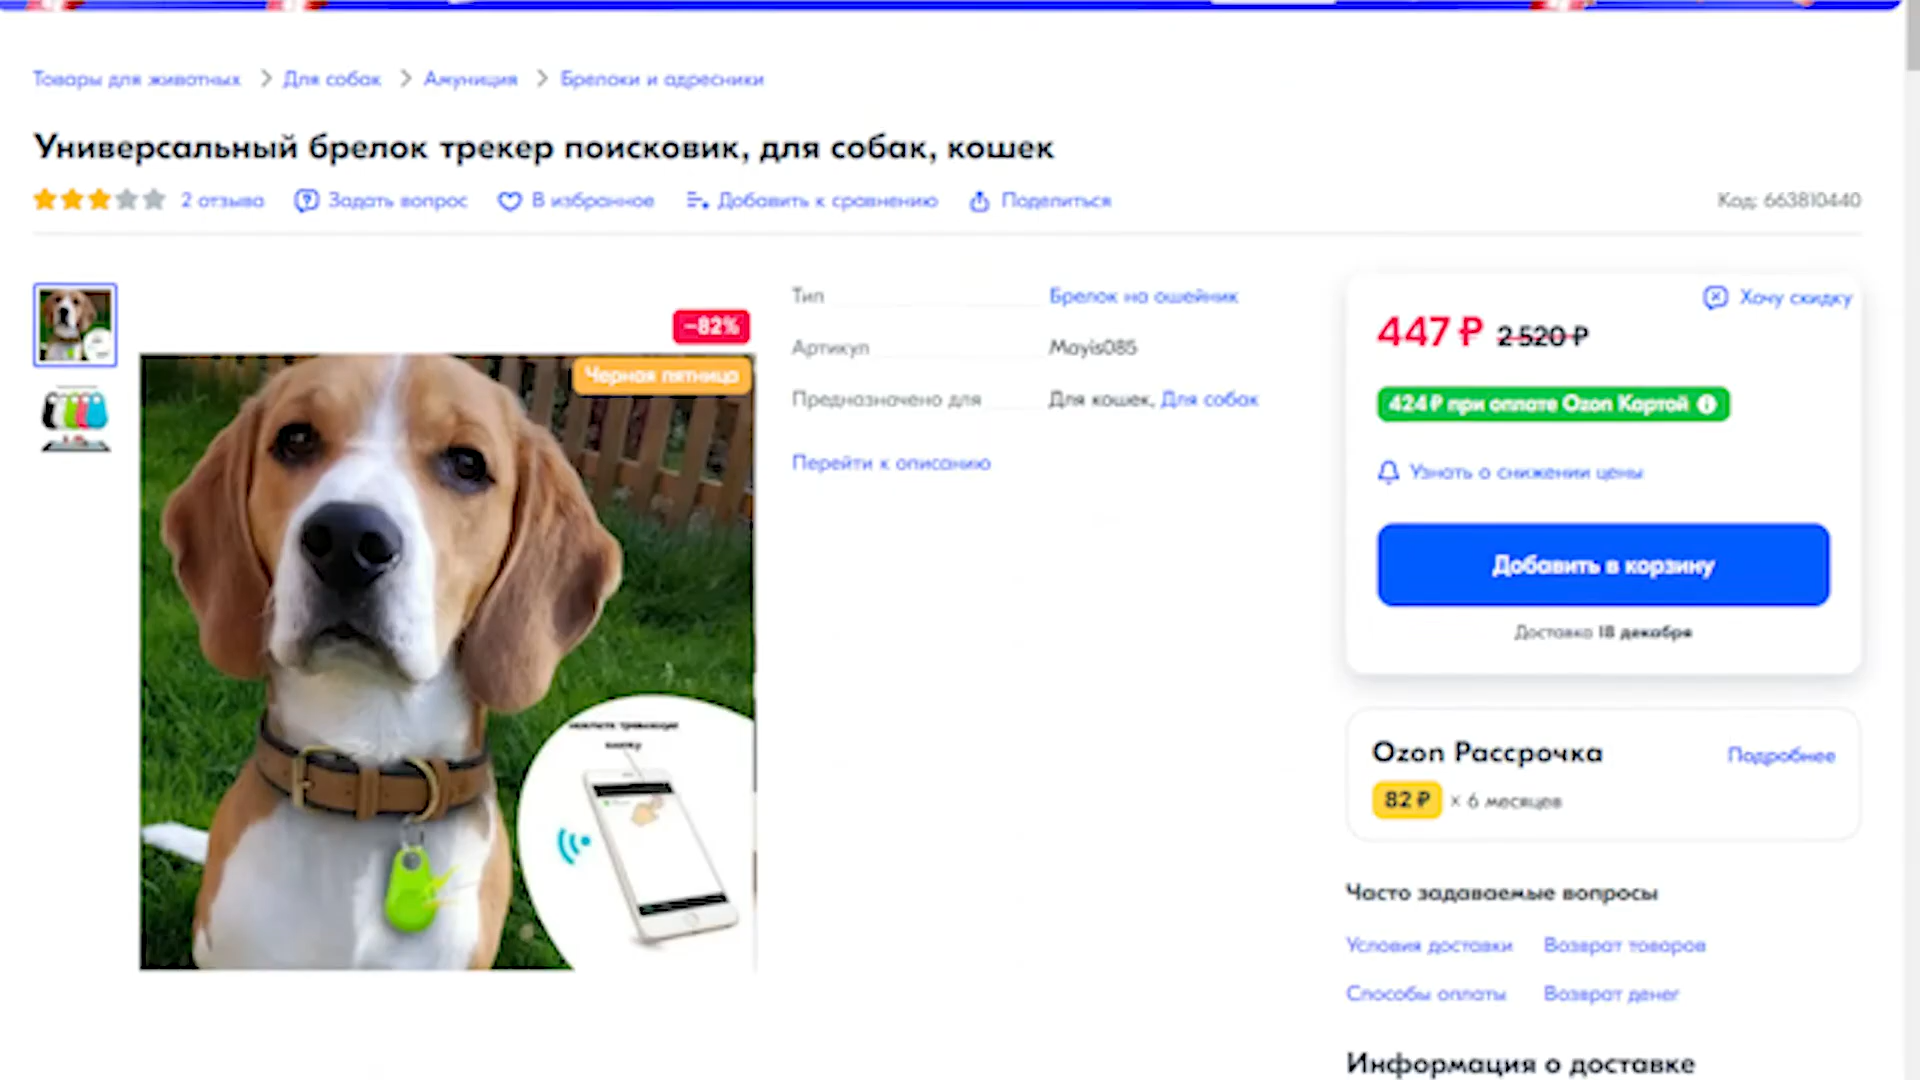 Товары для животных > Для собак > Амуниция > Брелоки и адресники
Универсальный брелок трекер поисковик, для собак, кошек
2 отзыва Задать вопрос В избранное Добавить к сравнению Поделиться Код: 663810440
−82%
Черная пятница
нажмите тревожную
кнопку
Тип Брелок на ошейник
Артикул Mayis085
Предназначено для Для кошек, Для собак
Перейти к описанию
Хочу скидку
447 ₽ 2 520 ₽
424 ₽ при оплате Ozon Картой
Узнать о снижении цены
Добавить в корзину
Доставка 18 декабря
Ozon Рассрочка Подробнее
82 ₽ × 6 месяцев
Часто задаваемые вопросы
Условия доставки Возврат товаров
Способы оплаты Возврат денег
Информация о доставке